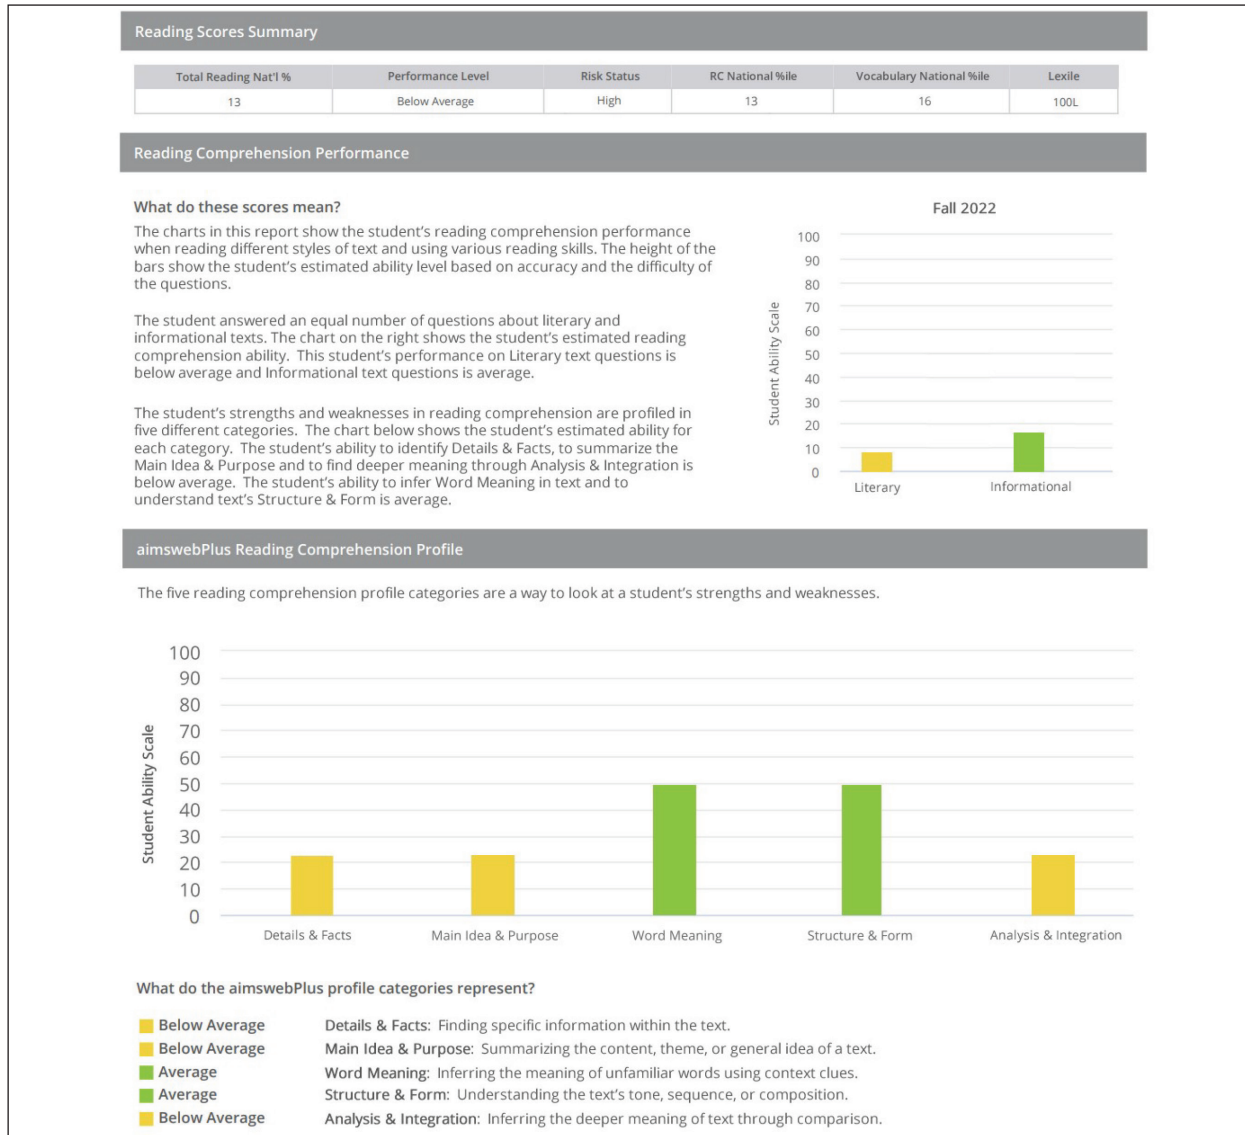 Reading Scores Summary
Total Reading Nat'l % Performance Level Risk Status RC National %ile Vocabulary National %ile Lexile
13 Below Average High 13 16 100L
Reading Comprehension Performance
What do these scores mean?
The charts in this report show the student's reading comprehension performance
when reading different styles of text and using various reading skills. The height of the
bars show the student's estimated ability level based on accuracy and the difficulty of
the questions.
The student answered an equal number of questions about literary and
informational texts. The chart on the right shows the student's estimated reading
comprehension ability. This student's performance on Literary text questions is
below average and Informational text questions is average.
The student's strengths and weaknesses in reading comprehension are profiled in
five different categories. The chart below shows the student's estimated ability for
each category. The student's ability to identify Details & Facts, to summarize the
Main Idea & Purpose and to find deeper meaning through Analysis & Integration is
below average. The student's ability to infer Word Meaning in text and to
understand text's Structure & Form is average.
Fall 2022
Student Ability Scale
100
90
80
70
60
50
40
30
20
10
0
Literary Informational
aimswebPlus Reading Comprehension Profile
The five reading comprehension profile categories are a way to look at a student's strengths and weaknesses.
Student Ability Scale
100
90
80
70
60
50
40
30
20
10
0
Details & Facts Main Idea & Purpose Word Meaning Structure & Form Analysis & Integration
What do the aimswebPlus profile categories represent?
Below Average Details & Facts: Finding specific information within the text.
Below Average Main Idea & Purpose: Summarizing the content, theme, or general idea of a text.
Average Word Meaning: Inferring the meaning of unfamiliar words using context clues.
Average Structure & Form: Understanding the text's tone, sequence, or composition.
Below Average Analysis & Integration: Inferring the deeper meaning of text through comparison.